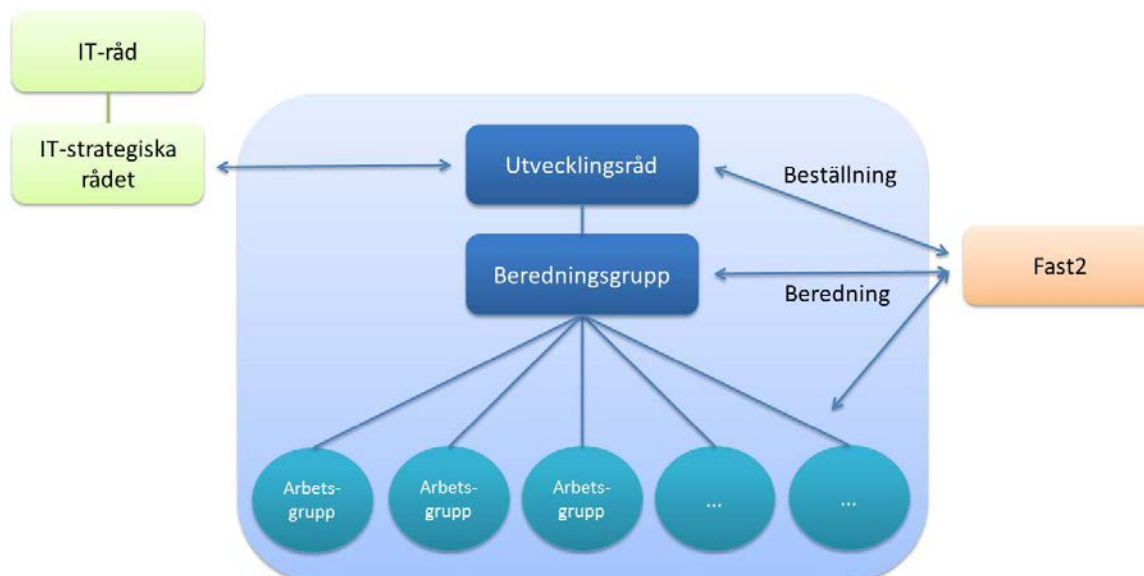 IT-råd
IT-strategiska
rådet
Utvecklingsråd
Beställning
Beredningsgrupp
Beredning
Fast2
Arbets-
grupp
Arbets-
grupp
Arbets-
grupp
...
...